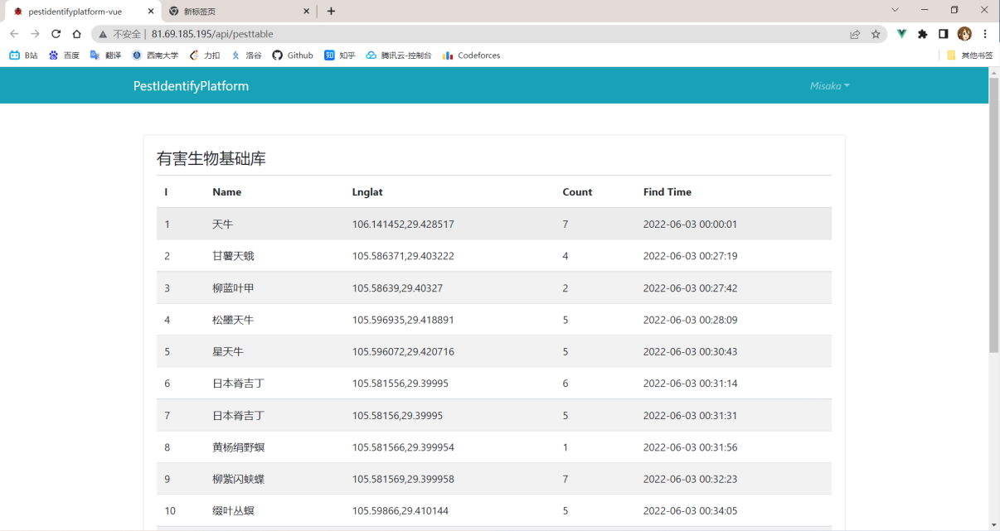 pestidentifyplatform-vue
新标签页
不安全 | 81.69.185.195/api/pesttable
B站 百度 翻译 西南大学 力扣 洛谷 Github 知乎 腾讯云-控制台 Codeforces 其他书签
PestIdentifyPlatform Misaka
有害生物基础库
I Name Lnglat Count Find Time
1 天牛 106.141452,29.428517 7 2022-06-03 00:00:01
2 甘薯天蛾 105.586371,29.403222 4 2022-06-03 00:27:19
3 柳蓝叶甲 105.58639,29.40327 2 2022-06-03 00:27:42
4 松墨天牛 105.596935,29.418891 5 2022-06-03 00:28:09
5 星天牛 105.596072,29.420716 5 2022-06-03 00:30:43
6 日本脊吉丁 105.581556,29.39995 6 2022-06-03 00:31:14
7 日本脊吉丁 105.58156,29.39995 5 2022-06-03 00:31:31
8 黄杨绢野螟 105.581566,29.399954 1 2022-06-03 00:31:56
9 柳紫闪蛱蝶 105.581569,29.399958 7 2022-06-03 00:32:23
10 缀叶丛螟 105.59866,29.410144 5 2022-06-03 00:34:05